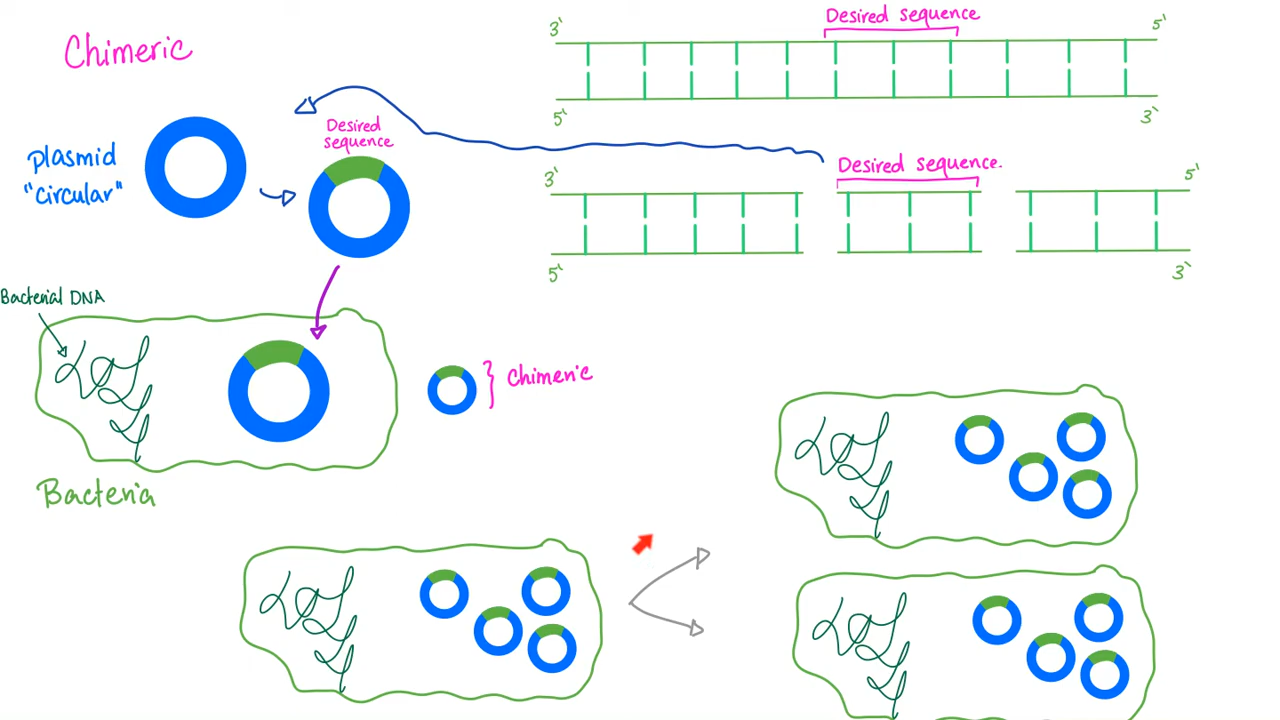 Chimeric
Desired sequence
3`
5`
5`
3`
Plasmid
"circular"
Desired
sequence
Desired sequence.
3`
5`
5`
3`
Bacterial DNA
Chimeric
Bacteria